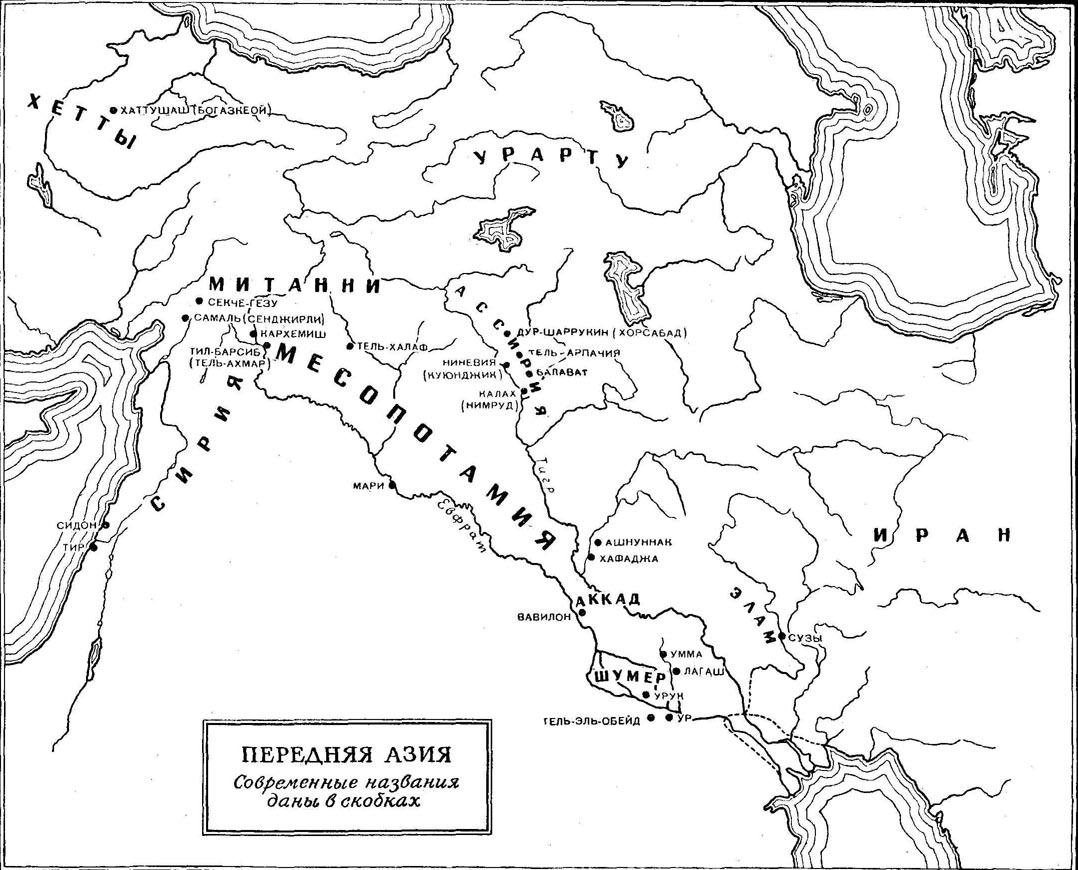 ХЕТТЫ
ХАТТУШАШ (БОГАЗКЕОЙ)
УРАРТУ
МИТАННИ
СЕКЧЕ-ГЕЗУ
САМАЛЬ (СЕНДЖИРЛИ)
КАРХЕМИШ
ТИЛ-БАРСИБ
(ТЕЛЬ-АХМАР)
ТЕЛЬ-ХАЛАФ
АССИРИЯ
ДУР-ШАРРУКИН (ХОРСАБАД)
ТЕЛЬ-АРПАЧИЯ
НИНЕВИЯ
(КУЮНДЖИК)
БАЛАВАТ
КАЛАХ
(НИМРУД)
МЕСОПОТАМИЯ
СИРИЯ
Тигр
МАРИ
Евфрат
СИДОН
ТИР
АШНУННАК
ХАФАДЖА
ИРАН
АККАД
ВАВИЛОН
ЭЛАМ
СУЗЫ
УММА
ШУМЕР
ЛАГАШ
УРУК
ТЕЛЬ-ЭЛЬ-ОБЕЙД
УР
ПЕРЕДНЯЯ АЗИЯ
Современные названия
даны в скобках